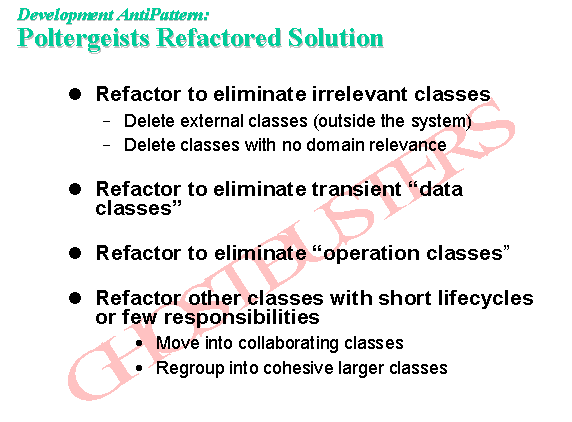 Development AntiPattern:
Poltergeists Refactored Solution
● Refactor to eliminate irrelevant classes
– Delete external classes (outside the system)
– Delete classes with no domain relevance
● Refactor to eliminate transient “data
classes”
● Refactor to eliminate “operation classes”
● Refactor other classes with short lifecycles
or few responsibilities
• Move into collaborating classes
• Regroup into cohesive larger classes
GHOSTBUSTERS